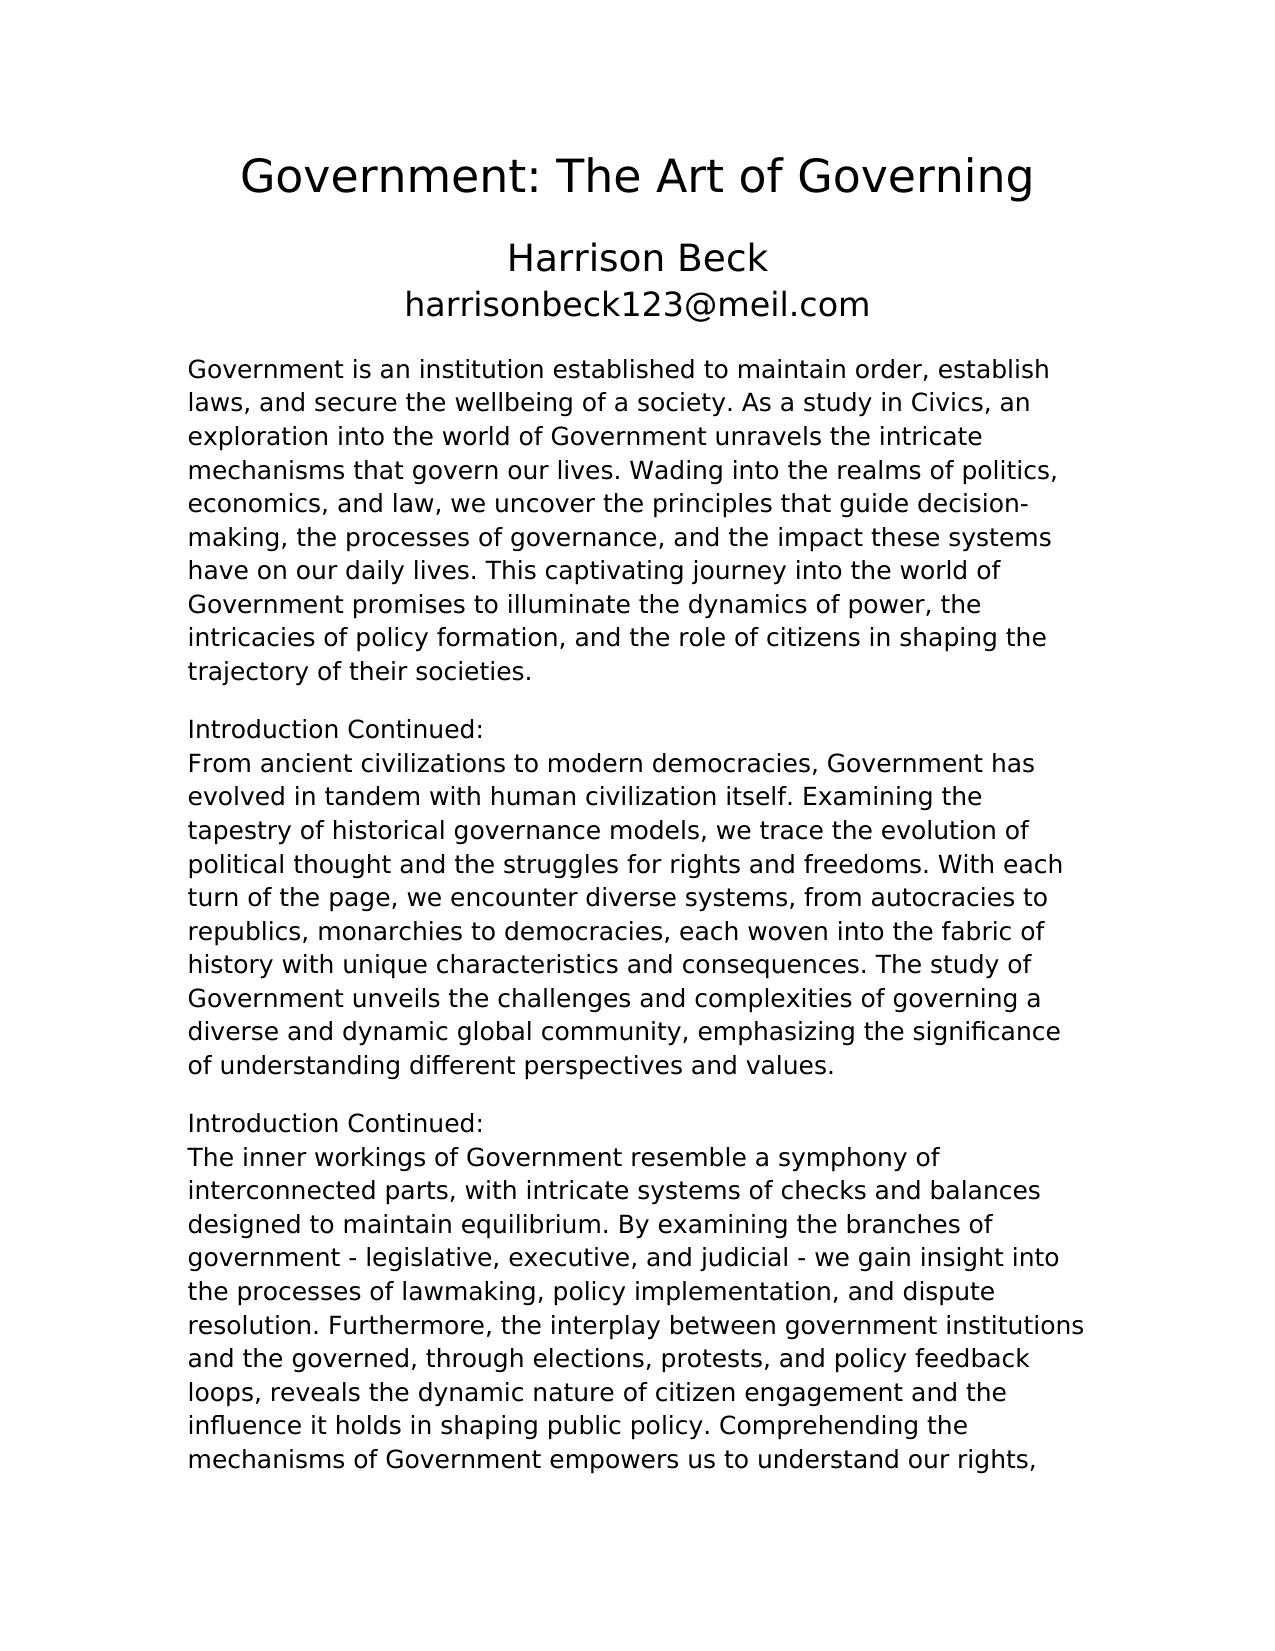 Government: The Art of Governing
Harrison Beck
harrisonbeck123@meil.com
Government is an institution established to maintain order, establish
laws, and secure the wellbeing of a society. As a study in Civics, an
exploration into the world of Government unravels the intricate
mechanisms that govern our lives. Wading into the realms of politics,
economics, and law, we uncover the principles that guide decision-
making, the processes of governance, and the impact these systems
have on our daily lives. This captivating journey into the world of
Government promises to illuminate the dynamics of power, the
intricacies of policy formation, and the role of citizens in shaping the
trajectory of their societies.
Introduction Continued:
From ancient civilizations to modern democracies, Government has
evolved in tandem with human civilization itself. Examining the
tapestry of historical governance models, we trace the evolution of
political thought and the struggles for rights and freedoms. With each
turn of the page, we encounter diverse systems, from autocracies to
republics, monarchies to democracies, each woven into the fabric of
history with unique characteristics and consequences. The study of
Government unveils the challenges and complexities of governing a
diverse and dynamic global community, emphasizing the significance
of understanding different perspectives and values.
Introduction Continued:
The inner workings of Government resemble a symphony of
interconnected parts, with intricate systems of checks and balances
designed to maintain equilibrium. By examining the branches of
government - legislative, executive, and judicial - we gain insight into
the processes of lawmaking, policy implementation, and dispute
resolution. Furthermore, the interplay between government institutions
and the governed, through elections, protests, and policy feedback
loops, reveals the dynamic nature of citizen engagement and the
influence it holds in shaping public policy. Comprehending the
mechanisms of Government empowers us to understand our rights,